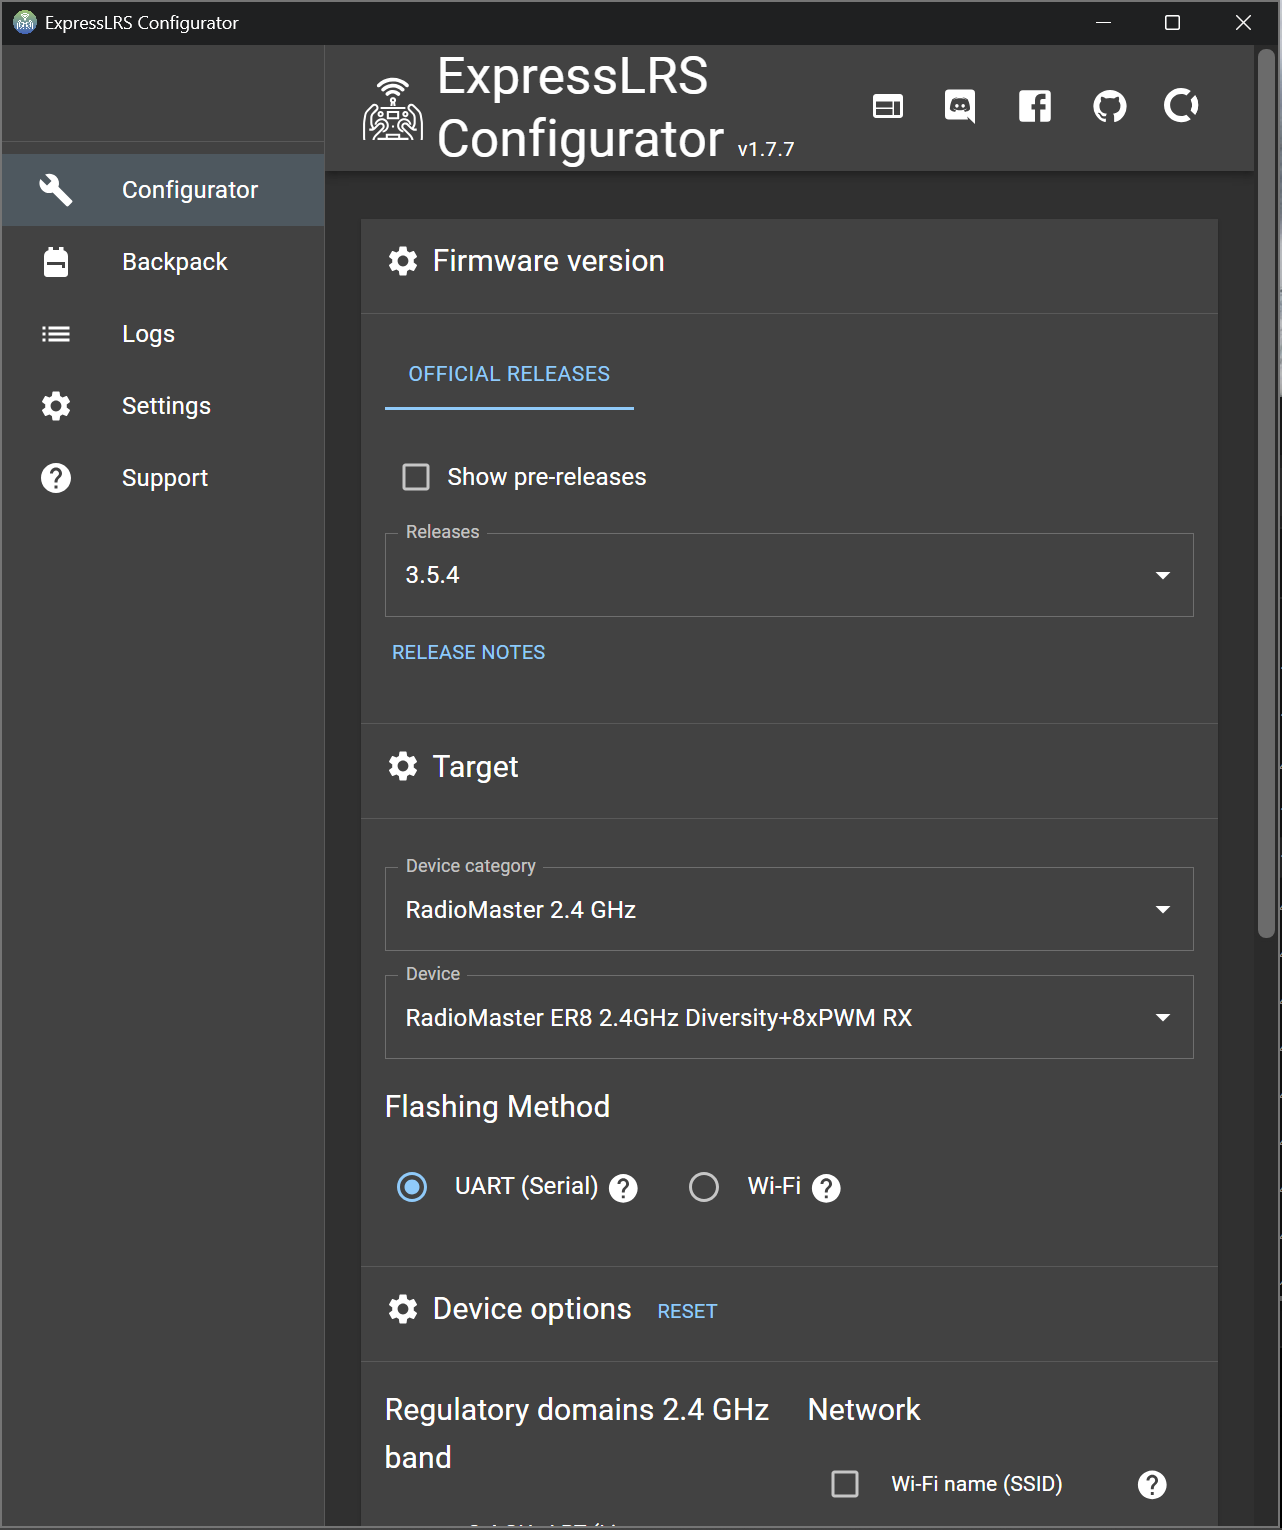 ExpressLRS Configurator
ExpressLRS
Configurator v1.7.7
Configurator
Backpack
Logs
Settings
Support
Firmware version
OFFICIAL RELEASES
Show pre-releases
Releases
3.5.4
RELEASE NOTES
Target
Device category
RadioMaster 2.4 GHz
Device
RadioMaster ER8 2.4GHz Diversity+8xPWM RX
Flashing Method
UART (Serial)
Wi-Fi
Device options RESET
Regulatory domains 2.4 GHz
band
Network
Wi-Fi name (SSID)